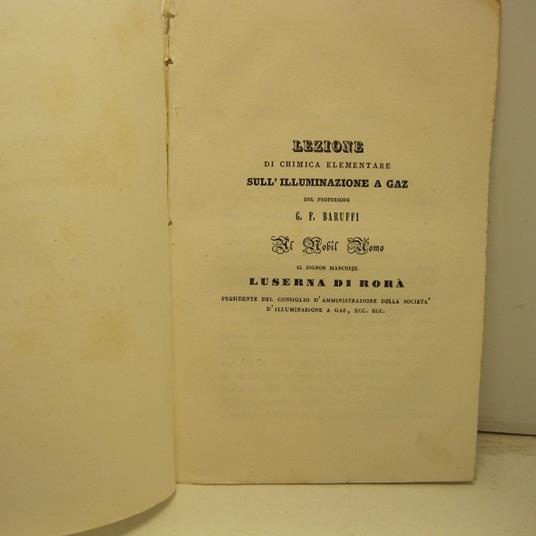 LEZIONE
DI CHIMICA ELEMENTARE
SULL'ILLUMINAZIONE A GAZ
DEL PROFESSORE
G. F. BARUFFI
Al Nobil Uomo
IL SIGNOR MARCHESE
LUSERNA DI RORÀ
PRESIDENTE DEL CONSIGLIO D'AMMINISTRAZIONE DELLA SOCIETA'
D'ILLUMINAZIONE A GAZ, ECC. ECC.